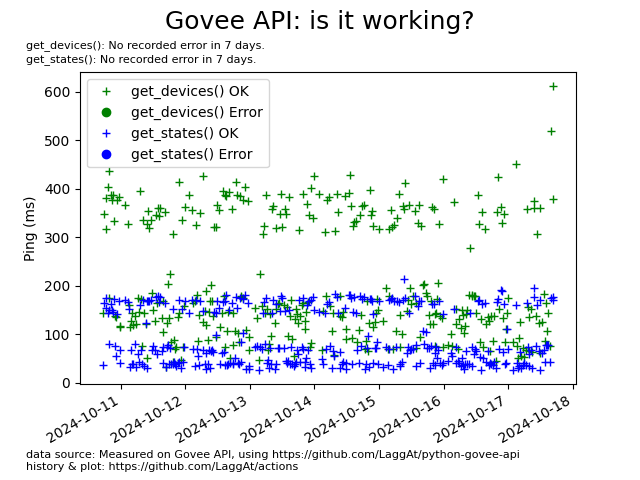 Govee API: is it working?
get_devices(): No recorded error in 7 days.
get_states(): No recorded error in 7 days.
get_devices() OK
get_devices() Error
get_states() OK
get_states() Error
Ping (ms)
600
500
400
300
200
100
0
2024-10-11
2024-10-12
2024-10-13
2024-10-14
2024-10-15
2024-10-16
2024-10-17
2024-10-18
data source: Measured on Govee API, using https://github.com/LaggAt/python-govee-api
history & plot: https://github.com/LaggAt/actions